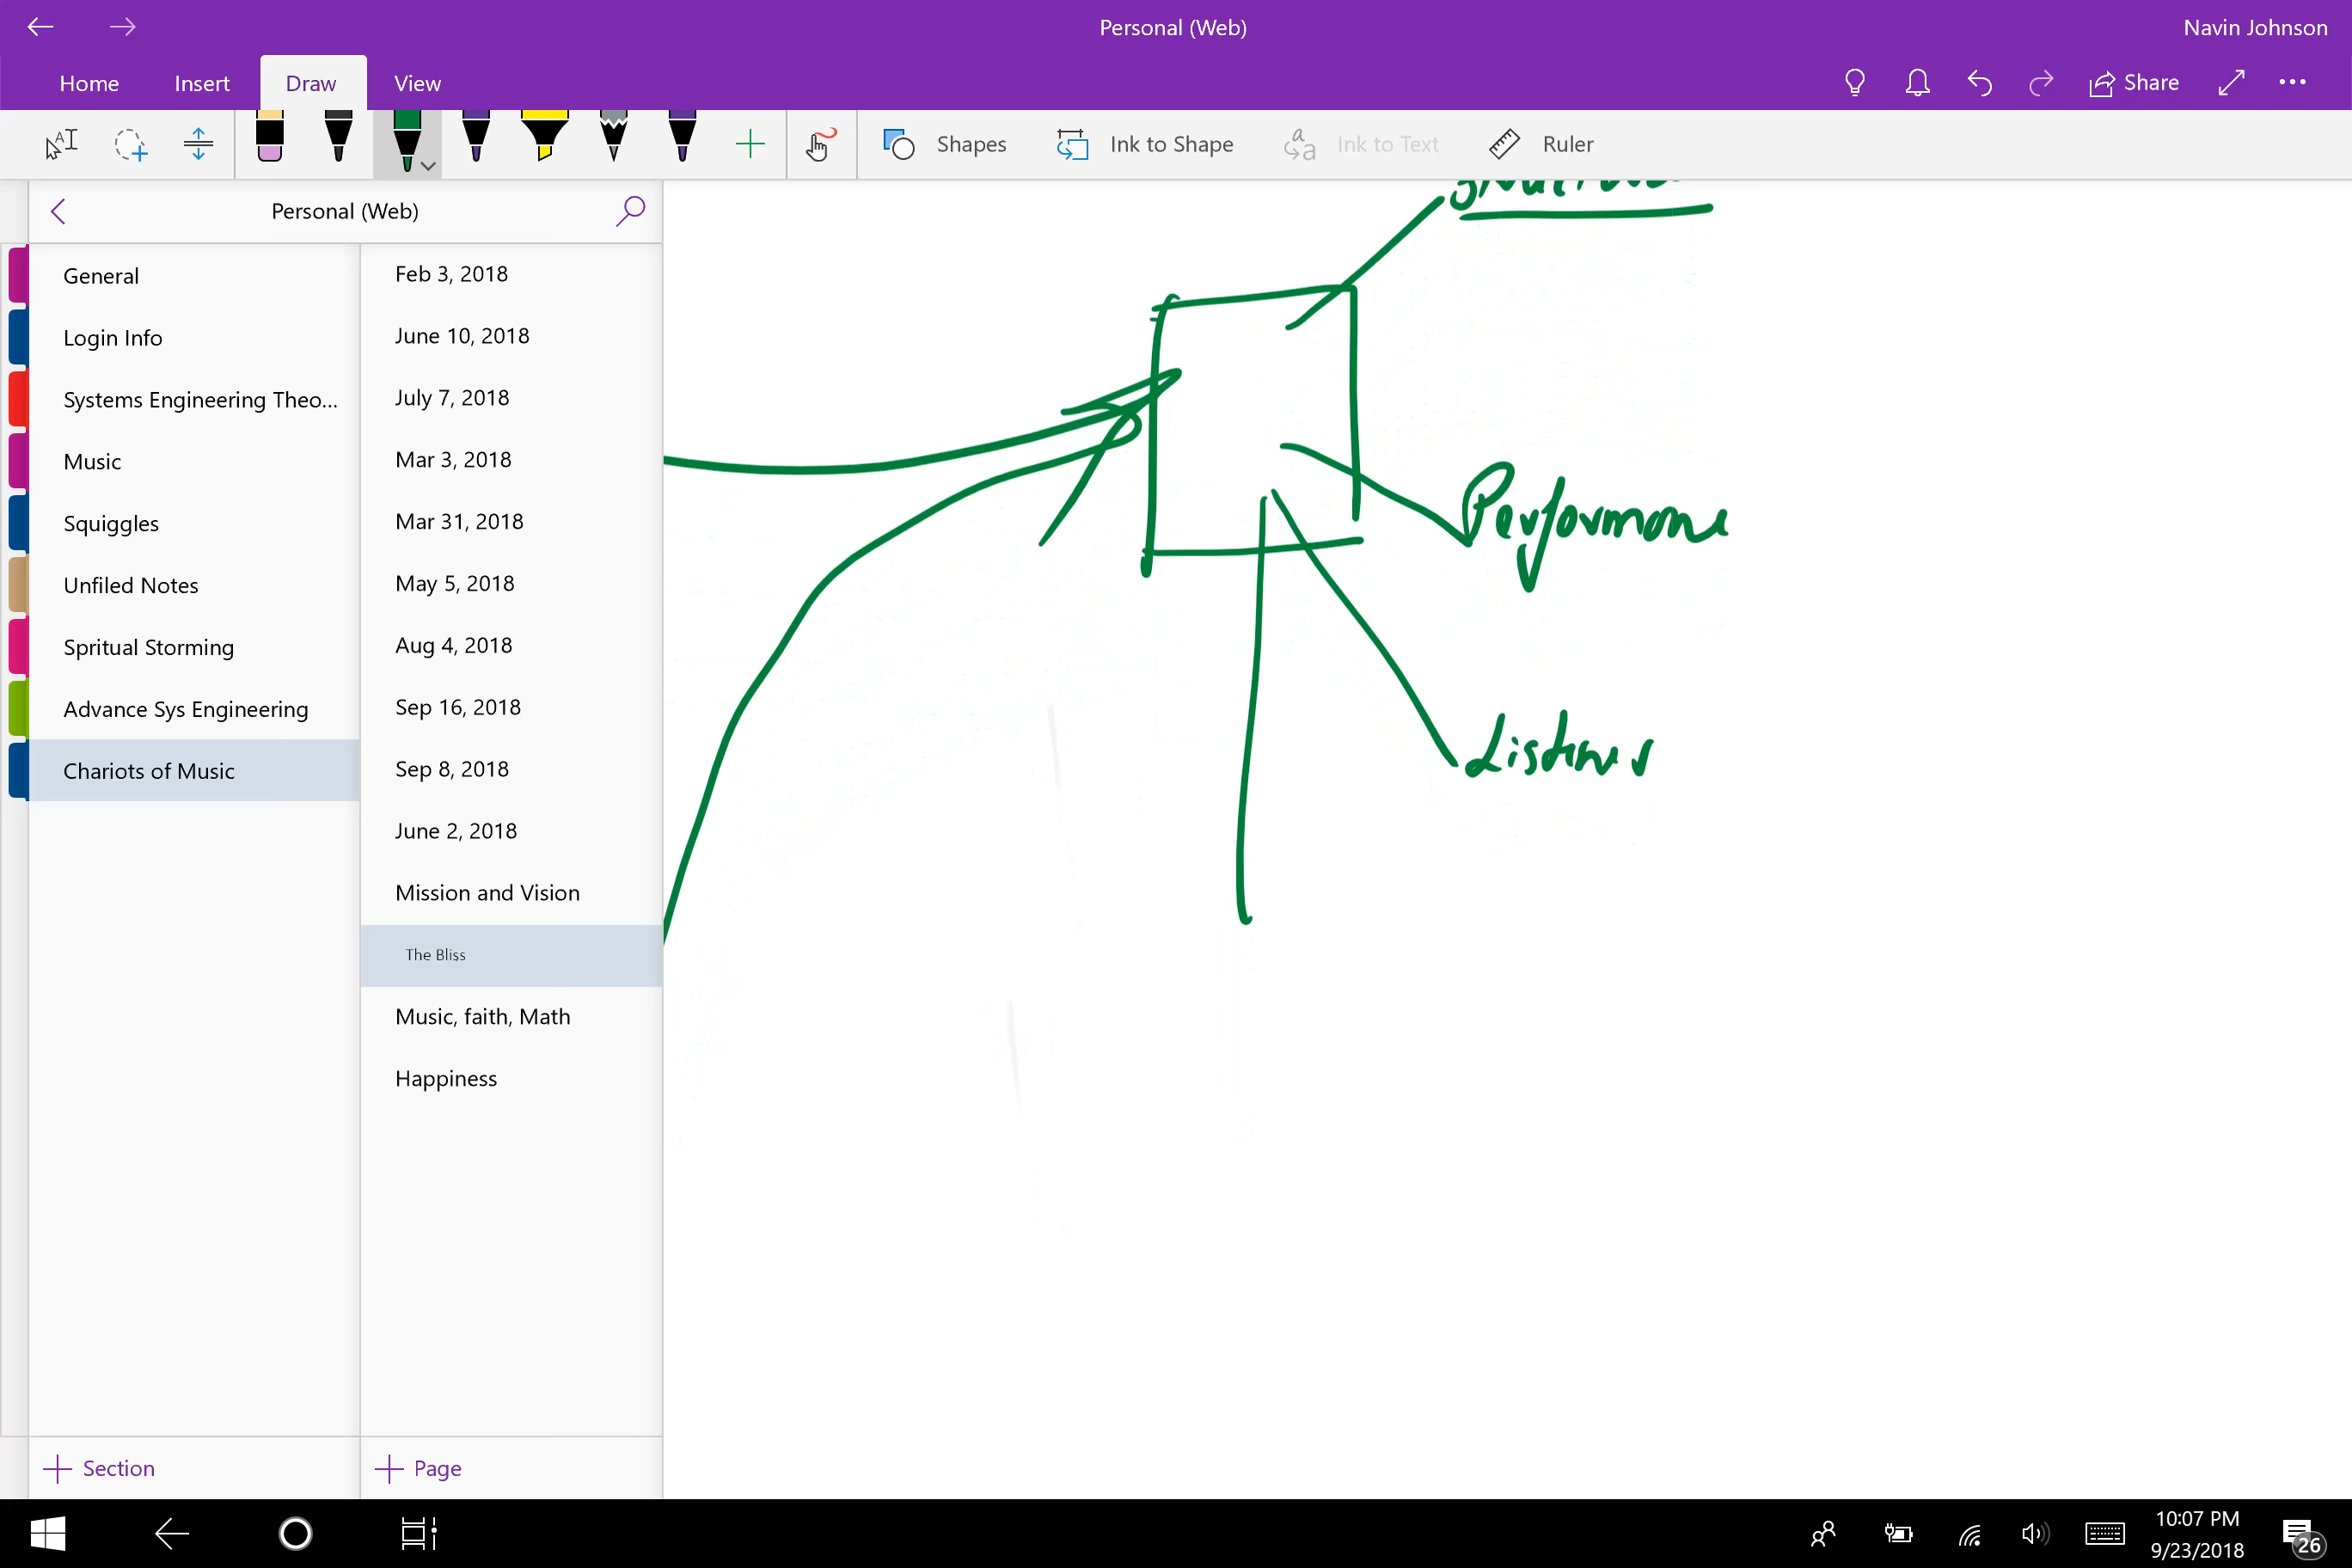 Personal (Web)
Navin Johnson
Home
Insert
Draw
View
Share
Shapes
Ink to Shape
Ink to Text
Ruler
Personal (Web)
General
Login Info
Systems Engineering Theo...
Music
Squiggles
Unfiled Notes
Spritual Storming
Advance Sys Engineering
Chariots of Music
Feb 3, 2018
June 10, 2018
July 7, 2018
Mar 3, 2018
Mar 31, 2018
May 5, 2018
Aug 4, 2018
Sep 16, 2018
Sep 8, 2018
June 2, 2018
Mission and Vision
The Bliss
Music, faith, Math
Happiness
Performance
Listener
Section
Page
10:07 PM
9/23/2018
26